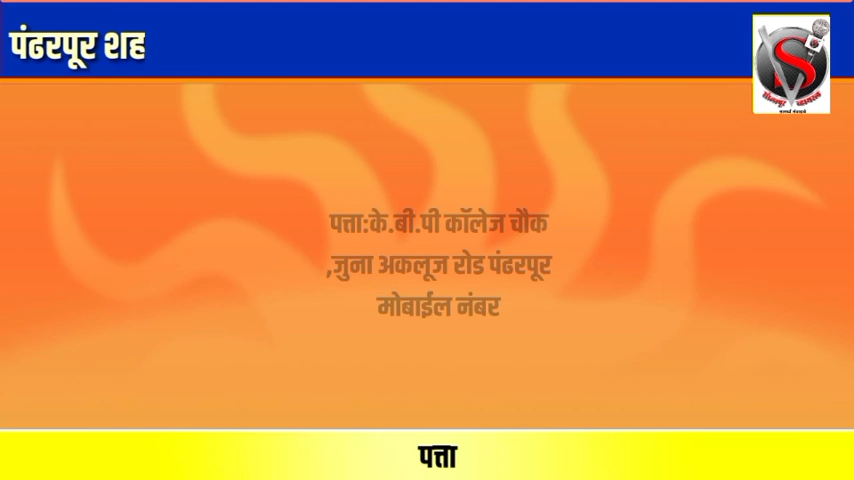 पंढरपूर शह
पत्ता:के.बी.पी कॉलेज चौक
,जुना अकलूज रोड पंढरपूर
मोबाईल नंबर
पत्ता